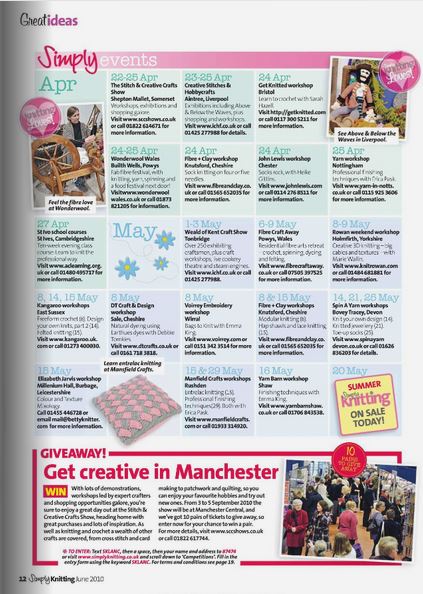 Great ideas
Simply events
Apr
22-25 Apr
The Stitch & Creative Crafts
Show
Shepton Mallet, Somerset
Workshops, exhibitions and
shopping galore.
Visit www.sccshows.co.uk
or call 01822 614671 for
more information.
23-25 Apr
Creative Stitches &
Hobbycrafts
Aintree, Liverpool
Exhibitions including Above
& Below the Waves, plus
shopping and workshops.
Visit www.ichf.co.uk or call
01425 277988 for details.
24 Apr
Get Knitted workshop
Bristol
Learn to crochet with Sarah
Hazell.
Visit http://getknitted.com
or call 0117 300 5211 for
more information.
See Above & Below the
Waves in Liverpool.
Feel the fibre love
at Wonderwool.
24-25 Apr
Wonderwool Wales
Builth Wells, Powys
Fab fibre festival, with
knitting, yarn, spinning and
a food festival next door!
Visit www.wonderwool
wales.co.uk or call 01873
821205 for information.
24 Apr
Fibre + Clay workshop
Knutsford, Cheshire
Sock knitting on four or five
needles.
Visit www.fibreandclay.co.
uk or call 01565 652035 for
more information.
24 Apr
John Lewis workshop
Chester
Socks rock, with Heike
Gittins.
Visit www.johnlewis.com
or call 0114 276 8511 for
more information.
25 Apr
Yarn workshop
Nottingham
Professional finishing
techniques with Erica Pask.
Visit www.yarn-in-notts.
co.uk or call 0115 925 3606
for more information.
27 Apr
St Ivo school courses
St Ives, Cambridgeshire
Ten-week evening class
course. Learn to knit the
professional way.
Visit www.aclearning.org.
uk or call 01480 495717 for
more information.
May
1-3 May
Weald of Kent Craft Show
Tonbridge
Over 250 exhibiting
craftsmen, plus craft
workshops, live cookery
theatre and steam engines.
Visit www.ichf.co.uk or call
01425 277988.
6-9 May
Fibre Craft Away
Powys, Wales
Residential fibre arts retreat
– crochet, spinning, dyeing
and felting.
Visit www.fibrecraftaway.
co.uk or call 07505 397525
for more information.
8-9 May
Rowan weekend workshop
Holmfirth, Yorkshire
Creative 3D knitting – big
cables and textures – with
Marie Wallin.
Visit www.knitrowan.com
or call 01484 681881 for
more information.
8, 14, 15 May
Kangaroo workshops
East Sussex
Freeform crochet (8). Design
your own knits, part 2 (14).
Felted knitting (15).
Visit www.kangaroo.uk.
com or call 01273 400030.
8 May
DT Craft & Design
workshop
Sale, Cheshire
Natural dyeing using
Earthues dyes with Debbie
Tomkies.
Visit www.dtcrafts.co.uk or
call 0161 718 3818.
8 May
Voirrey Embroidery
workshop
Wirral
Bags to Knit with Emma
King.
Visit www.voirrey.com or
call 0151 342 3514 for more
information.
8 & 15 May
Fibre + Clay workshops
Knutsford, Cheshire
Modular knitting (8).
Hap shawls and lace knitting
(15).
Visit www.fibreandclay.co.
uk or call 01565 652035 for
more information.
14, 21, 25 May
Spin A Yarn workshops
Bovey Tracey, Devon
Knit your own design (14).
Knitted jewellery (21).
Toe-up socks (25)
Visit www.spinayarn
devon.co.uk or call 01626
836203 for details.
15 May
Elizabeth Jarvis workshop
Millenium Hall, Burbage,
Leicestershire
Colour and Texture
Mixology.
Call 01455 446728 or
email mail@bettyknitter.
com for information.
Learn entrelac knitting
at Mansfield Crafts.
15 & 29 May
Manfield Crafts workshops
Rushden
Entrelac knitting (15).
Professional finishing
techniques (29). Both with
Erica Pask.
Visit www.manfieldcrafts.
com or call 01933 314920.
16 May
Yarn Barn workshop
Shaw
Finishing techniques with
Emma King.
Visit www.yarnbarnshaw.
co.uk or call 01706 843538.
20 May
SUMMER
Simply knitting
ON SALE
TODAY!
GIVEAWAY!
Get creative in Manchester
10
PAIRS TO
GIVE AWAY
WIN With lots of demonstrations,
workshops led by expert crafters
and shopping opportunities galore, you're
sure to enjoy a great day out at the Stitch &
Creative Crafts Show, heading home with
great purchases and lots of inspiration. As
well as knitting and crochet a wealth of other
crafts are covered, from cross stitch and card
making to patchwork and quilting, so you
can enjoy your favourite hobbies and try out
new ones. From 3 to 5 September 2010 the
show will be at Manchester Central, and
we've got 10 pairs of tickets to give away, so
enter now for your chance to win a pair.
For more details, visit www.sccshows.co.uk
or call 01822 617744.
TO ENTER: Text SKLANC, then a space, then your name and address to 87474
or visit www.simplyknitting.co.uk and scroll down to "Competitions". Fill in the
entry form using the keyword SKLANC. For terms and conditions see page 19.
12 Simply Knitting June 2010